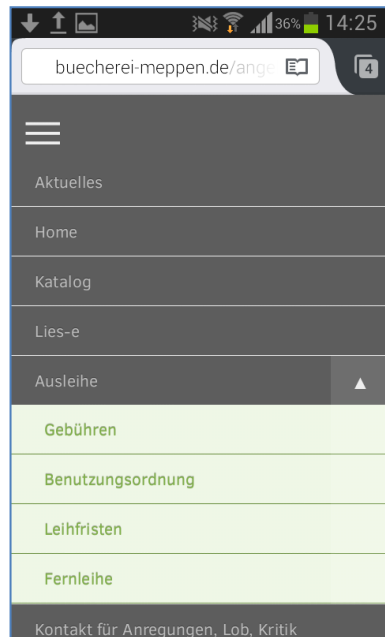 36% 14:25
buecherei-meppen.de/ange
4
Aktuelles
Home
Katalog
Lies-e
Ausleihe
Gebühren
Benutzungsordnung
Leihfristen
Fernleihe
Kontakt für Anregungen, Lob, Kritik